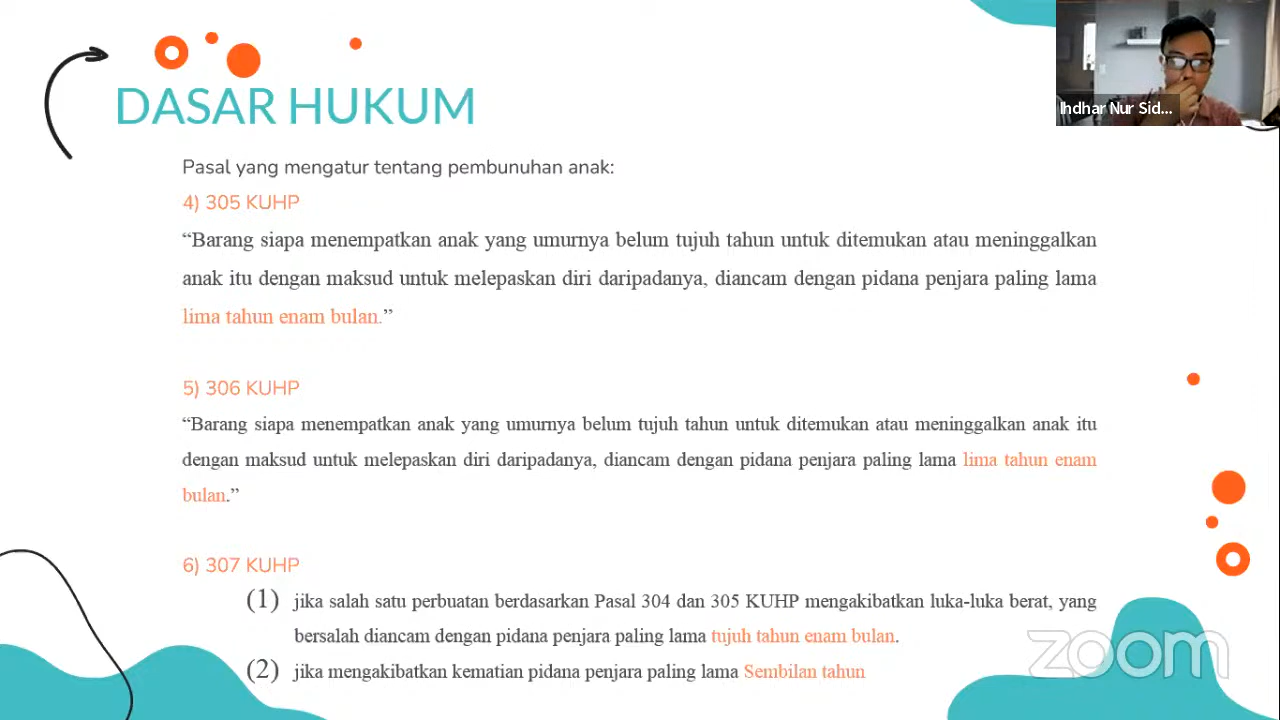 DASAR HUKUM
Ihdhar Nur Sid...
Pasal yang mengatur tentang pembunuhan anak:
4) 305 KUHP
“Barang siapa menempatkan anak yang umurnya belum tujuh tahun untuk ditemukan atau meninggalkan
anak itu dengan maksud untuk melepaskan diri daripadanya, diancam dengan pidana penjara paling lama
lima tahun enam bulan.”
5) 306 KUHP
“Barang siapa menempatkan anak yang umurnya belum tujuh tahun untuk ditemukan atau meninggalkan anak itu
dengan maksud untuk melepaskan diri daripadanya, diancam dengan pidana penjara paling lama lima tahun enam
bulan.”
6) 307 KUHP
(1) jika salah satu perbuatan berdasarkan Pasal 304 dan 305 KUHP mengakibatkan luka-luka berat, yang
bersalah diancam dengan pidana penjara paling lama tujuh tahun enam bulan.
(2) jika mengakibatkan kematian pidana penjara paling lama Sembilan tahun
zoom